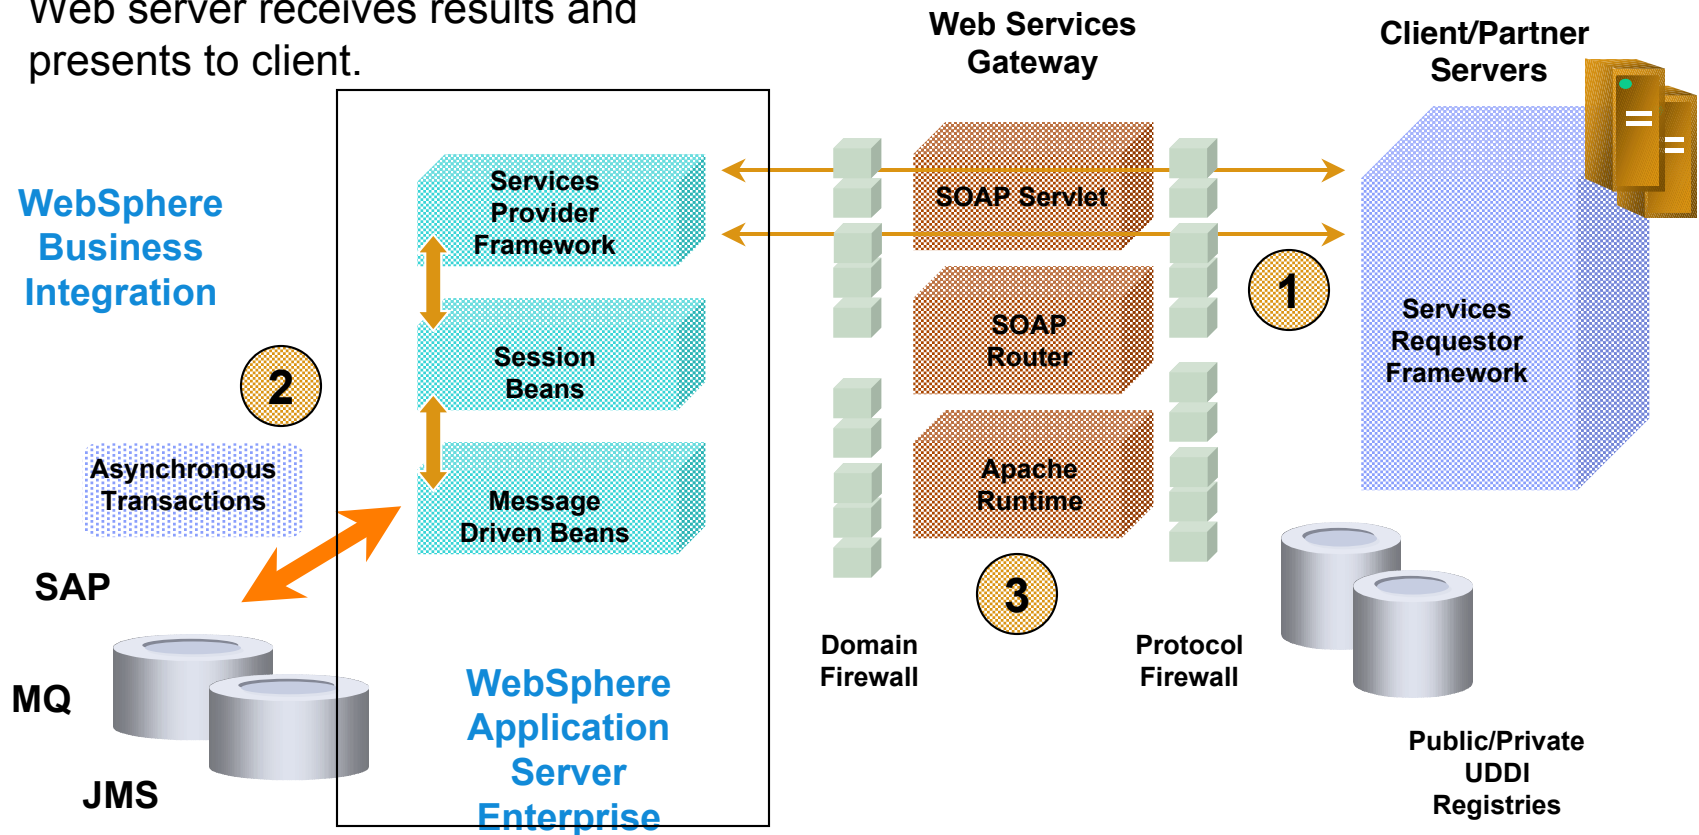 Web server receives results and
presents to client.
Web Services
Gateway
Client/Partner
Servers
WebSphere
Business
Integration
Services
Provider
Framework
SOAP Servlet
1
Services
Requestor
Framework
SOAP
Router
Session
Beans
2
Asynchronous
Transactions
Apache
Runtime
Message
Driven Beans
3
SAP
MQ
JMS
Domain
Firewall
Protocol
Firewall
WebSphere
Application
Server
Enterprise
Public/Private
UDDI
Registries